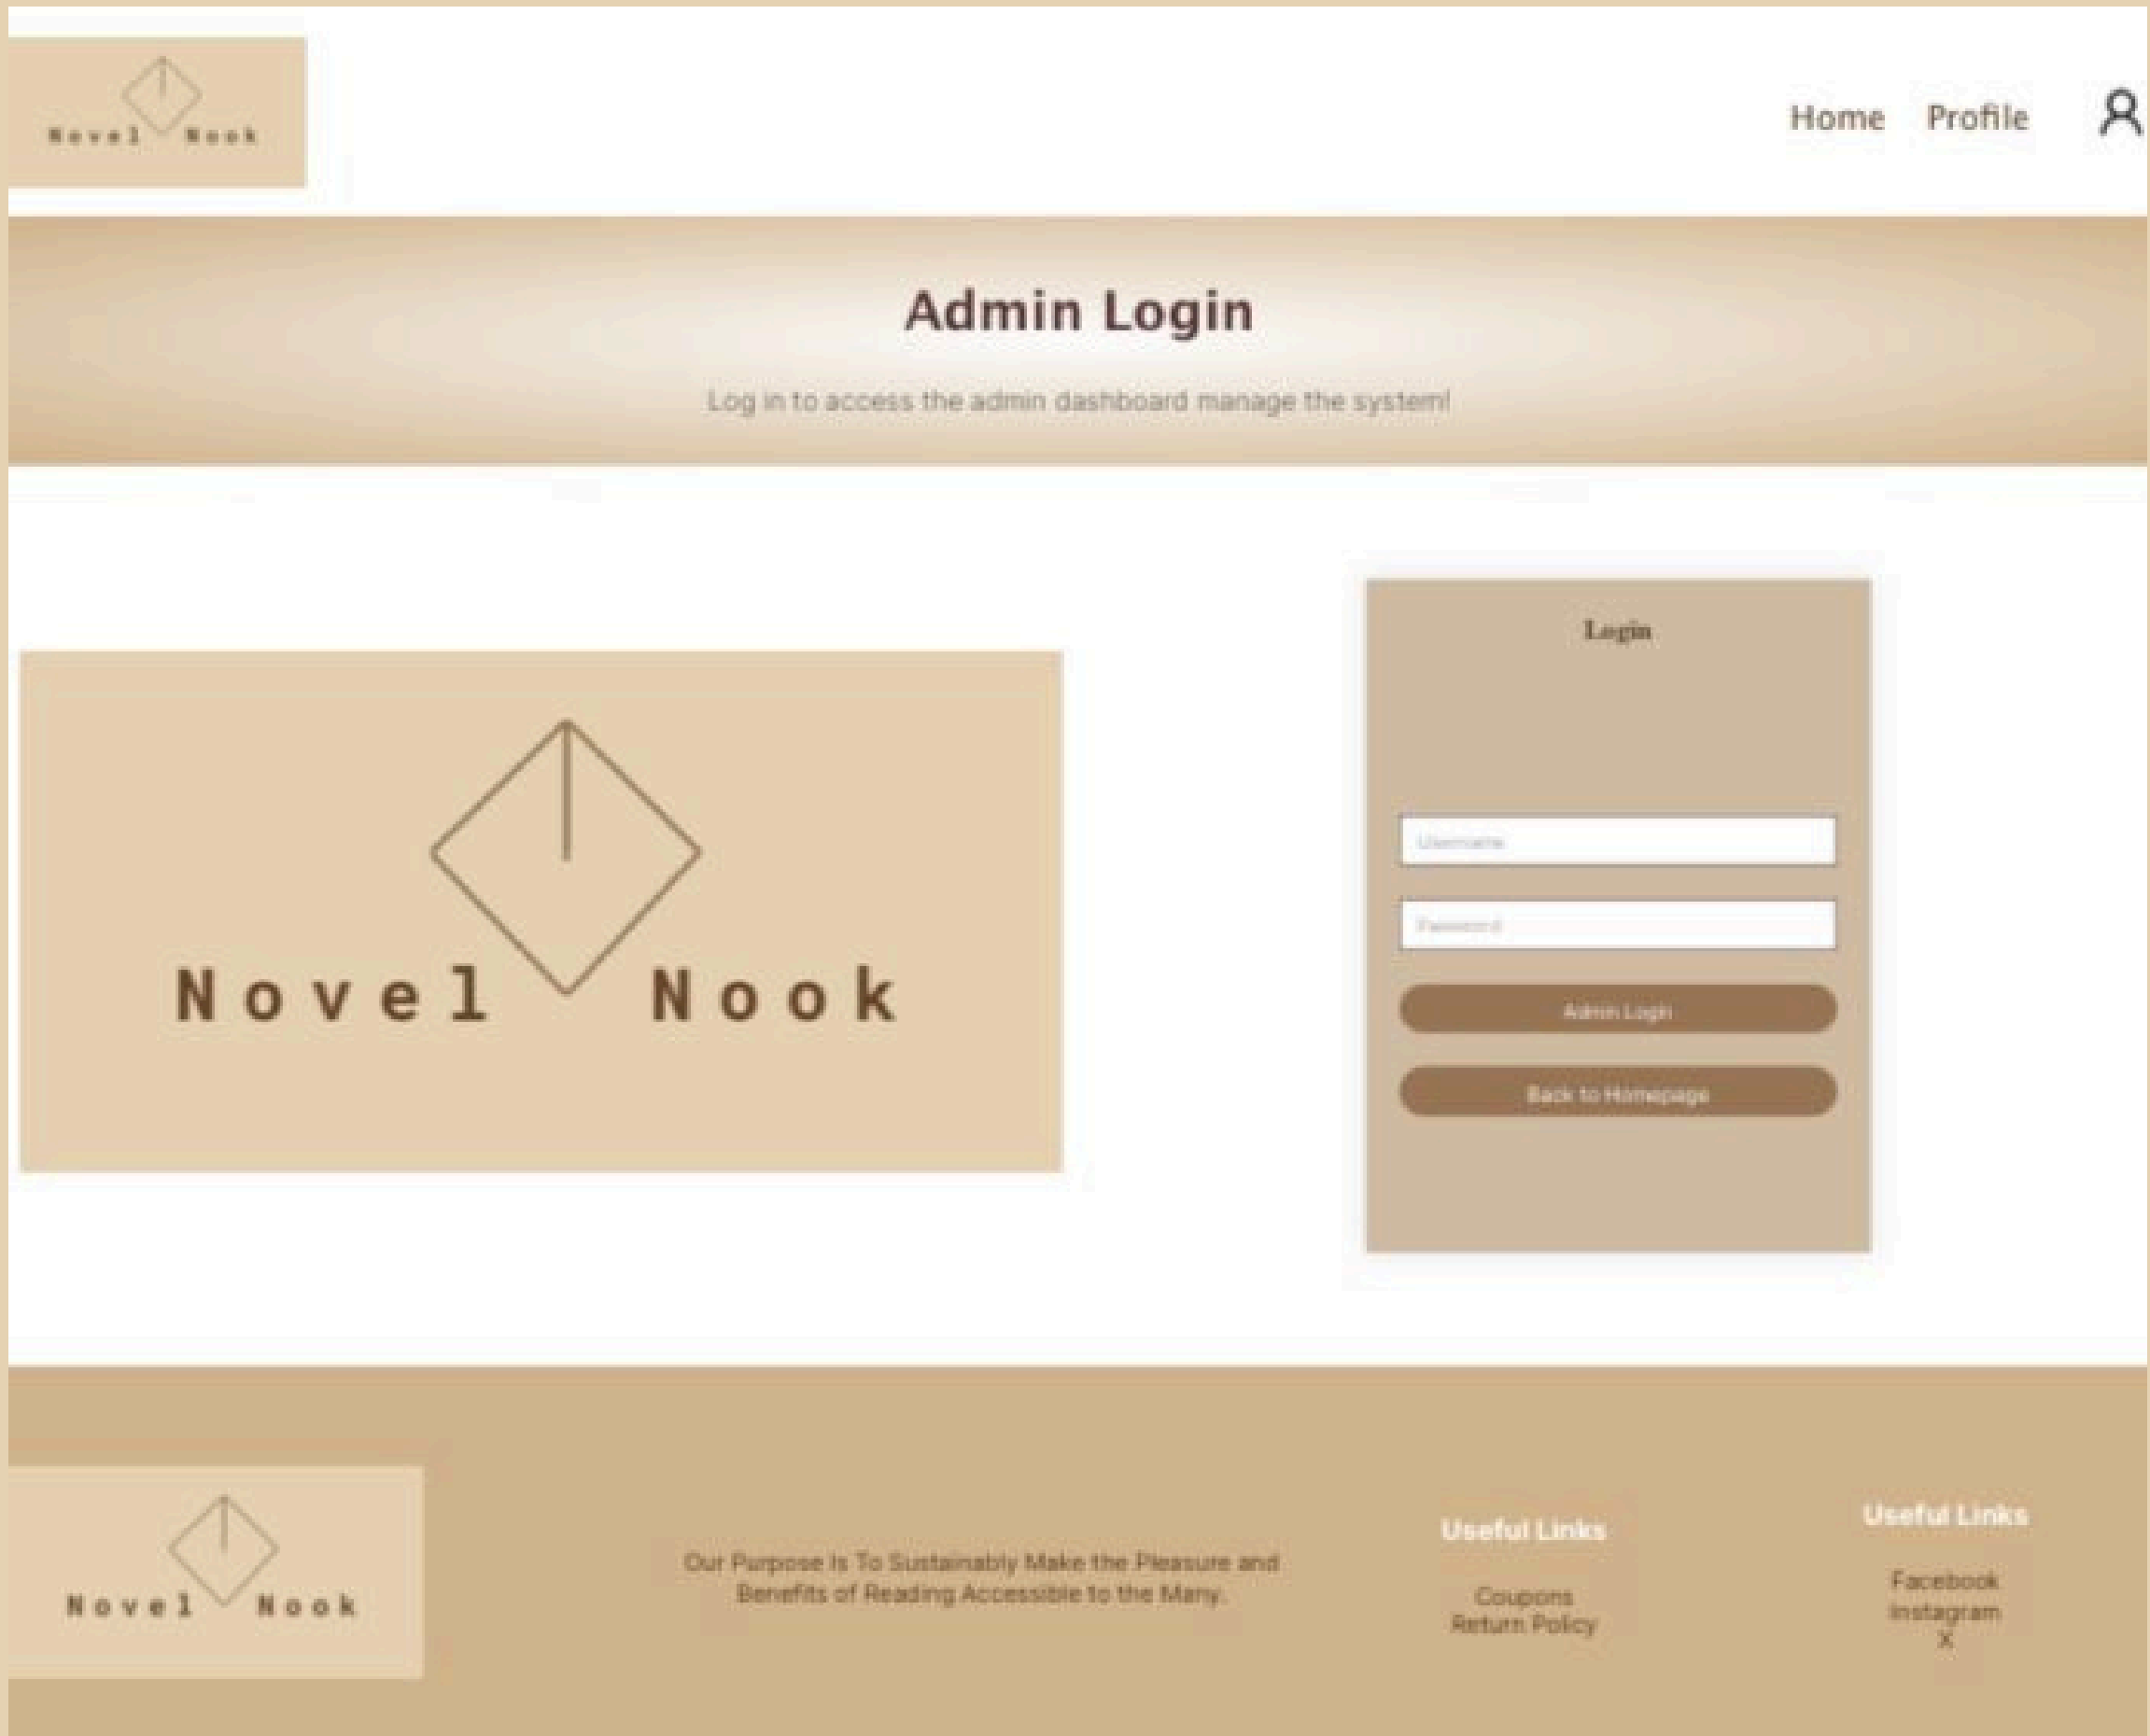 Novel Nook
Home Profile
Admin Login
Log in to access the admin dashboard manage the system!
Login
Novel Nook
Username
Password
Admin Login
Back to Homepage
Novel Nook
Our Purpose Is To Sustainably Make the Pleasure and
Benefits of Reading Accessible to the Many.
Useful Links
Coupons
Return Policy
Useful Links
Facebook
Instagram
X